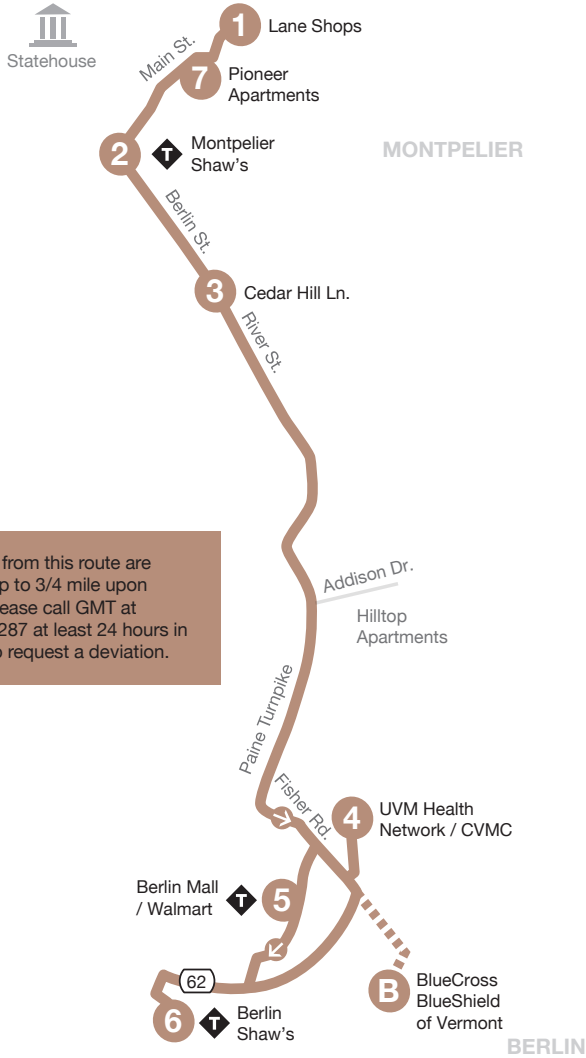 Statehouse
1
Lane Shops
Main St.
7
Pioneer
Apartments
2
T
Montpelier
Shaw's
MONTPELIER
Berlin St.
3
Cedar Hill Ln.
River St.
from this route are
p to 3/4 mile upon
ease call GMT at
287 at least 24 hours in
o request a deviation.
Addison Dr.
Hilltop
Apartments
Paine Turnpike
Fisher Rd.
4
UVM Health
Network / CVMC
Berlin Mall
/ Walmart
T
5
62
6
T
Berlin
Shaw's
B
BlueCross
BlueShield
of Vermont
BERLIN